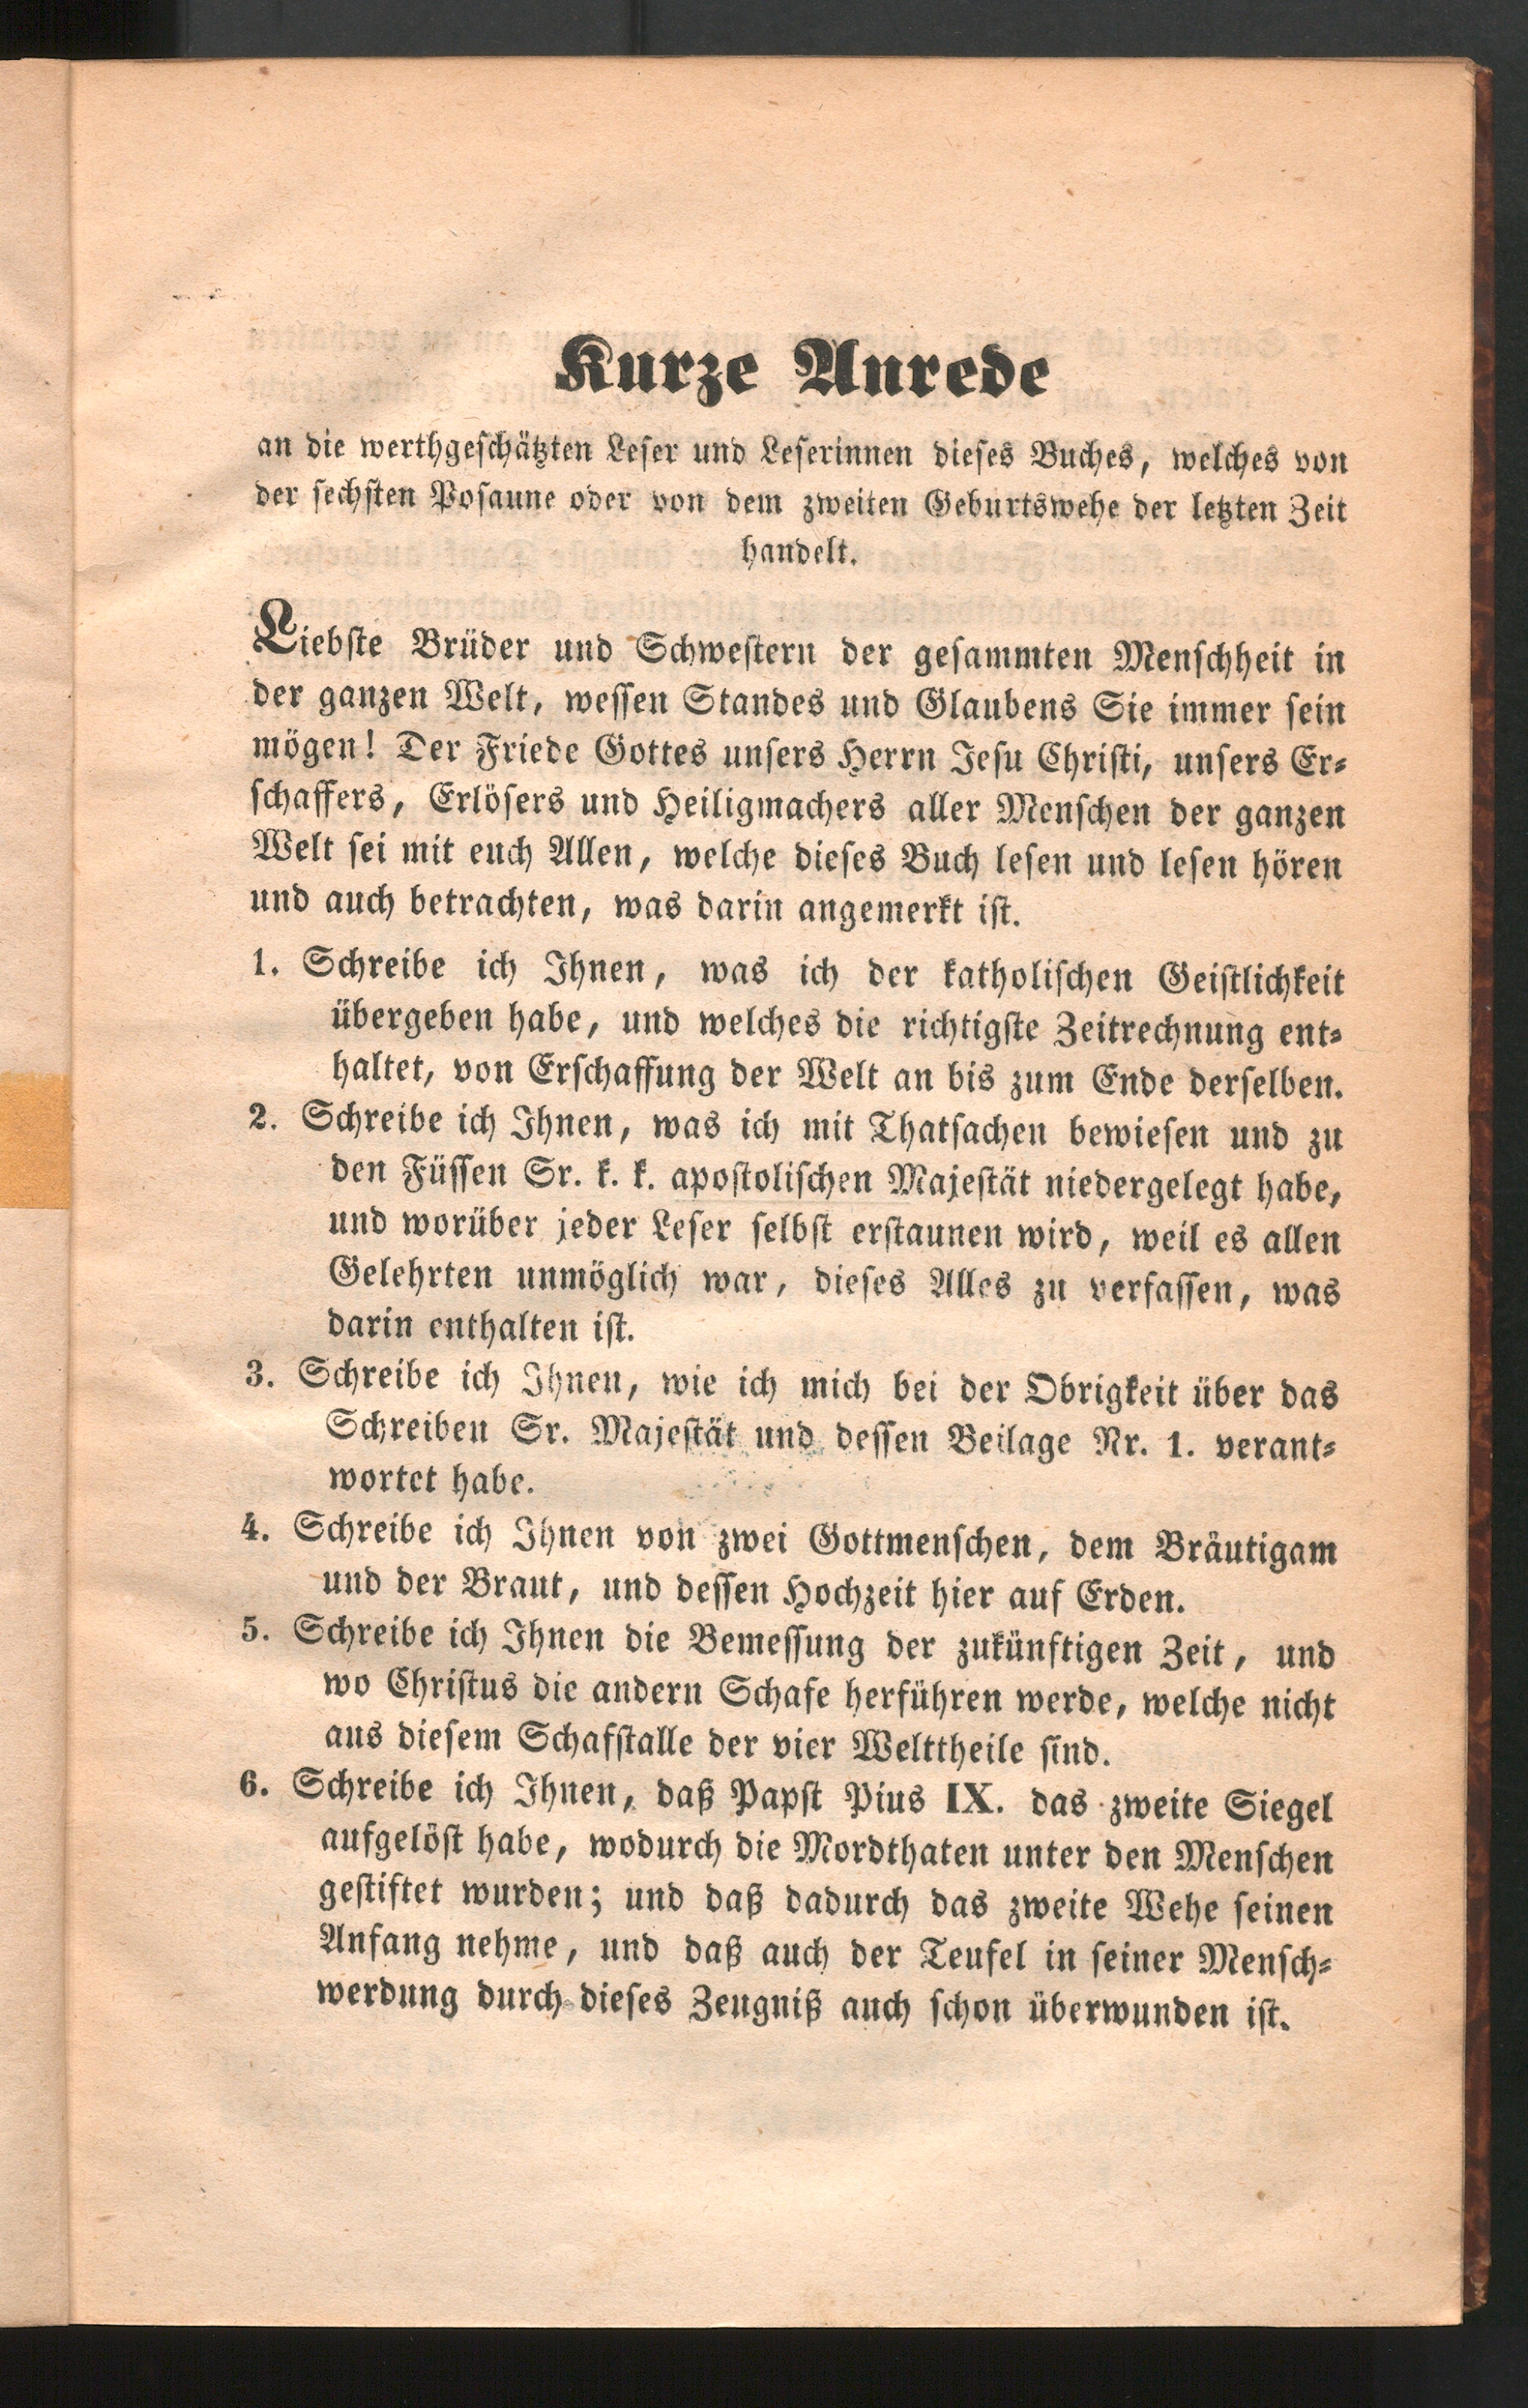 Kurze Anrede
an die werthgeschätzten Leser und Leserinnen dieses Buches, welches von
der sechsten Posaune oder von dem zweiten Geburtswehe der letzten Zeit
handelt.
Liebste Brüder und Schwestern der gesammten Menschheit in
der ganzen Welt, wessen Standes und Glaubens Sie immer sein
mögen! Der Friede Gottes unsers Herrn Jesu Christi, unsers Er-
schaffers, Erlösers und Heiligmachers aller Menschen der ganzen
Welt sei mit euch Allen, welche dieses Buch lesen und lesen hören
und auch betrachten, was darin angemerkt ist.
1. Schreibe ich Ihnen, was ich der katholischen Geistlichkeit
übergeben habe, und welches die richtigste Zeitrechnung ent-
haltet, von Erschaffung der Welt an bis zum Ende derselben.
2. Schreibe ich Ihnen, was ich mit Thatsachen bewiesen und zu
den Füssen Sr. k. k. apostolischen Majestät niedergelegt habe,
und worüber jeder Leser selbst erstaunen wird, weil es allen
Gelehrten unmöglich war, dieses Alles zu verfassen, was
darin enthalten ist.
3. Schreibe ich Ihnen, wie ich mich bei der Obrigkeit über das
Schreiben Sr. Majestät und dessen Beilage Nr. 1. verant-
wortet habe.
4. Schreibe ich Ihnen von zwei Gottmenschen, dem Bräutigam
und der Braut, und dessen Hochzeit hier auf Erden.
5. Schreibe ich Ihnen die Bemessung der zukünftigen Zeit, und
wo Christus die andern Schafe herführen werde, welche nicht
aus diesem Schafstalle der vier Welttheile sind.
6. Schreibe ich Ihnen, daß Papst Pius IX. das zweite Siegel
aufgelöst habe, wodurch die Mordthaten unter den Menschen
gestiftet wurden; und daß dadurch das zweite Wehe seinen
Anfang nehme, und daß auch der Teufel in seiner Mensch-
werdung durch dieses Zeugniß auch schon überwunden ist.